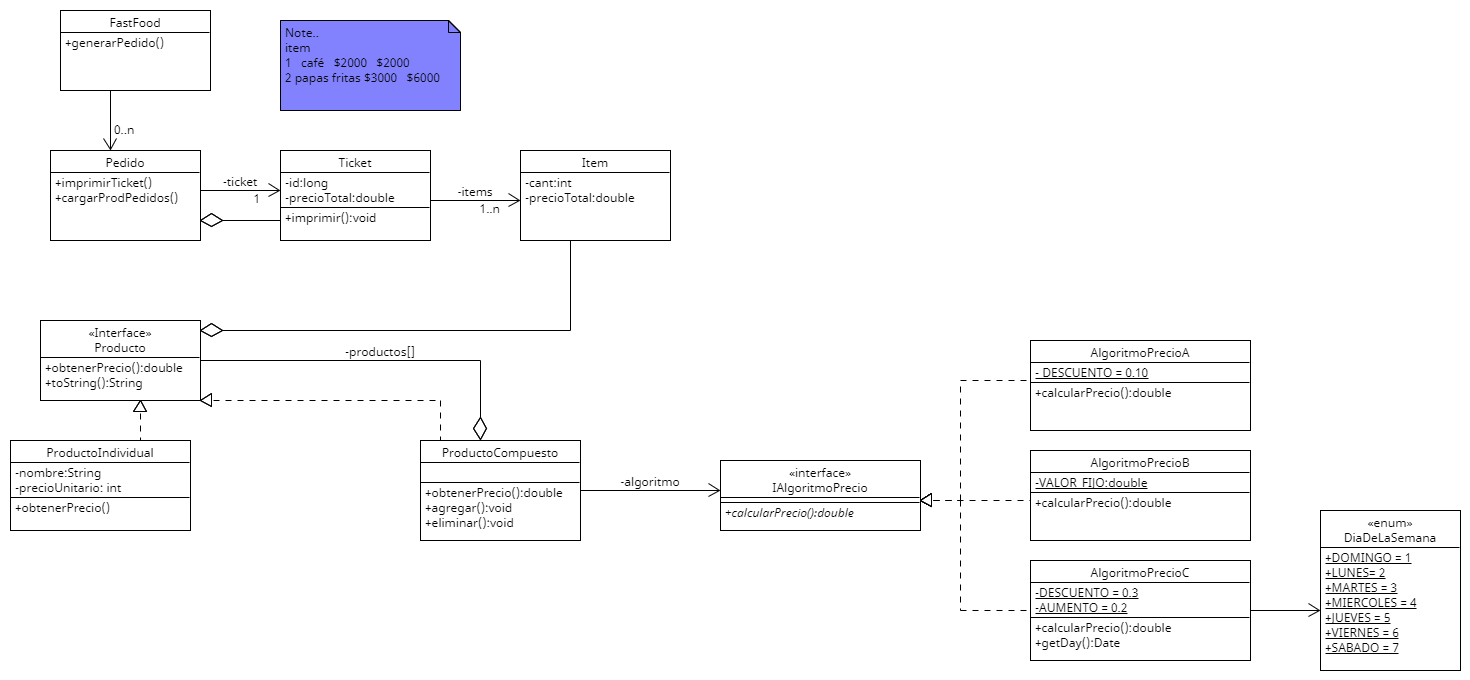 FastFood
+generarPedido()
Note..
item
1 café $2000 $2000
2 papas fritas $3000 $6000
0..n
Pedido
+imprimirTicket()
+cargarProdPedidos()
-ticket
1
Ticket
-id:long
-precioTotal:double
+imprimir():void
-items
1..n
Item
-cant:int
-precioTotal:double
«Interface»
Producto
+obtenerPrecio():double
+toString():String
-productos[]
ProductoIndividual
-nombre:String
-precioUnitario: int
+obtenerPrecio()
ProductoCompuesto
+obtenerPrecio():double
+agregar():void
+eliminar():void
-algoritmo
«interface»
IAlgoritmoPrecio
+calcularPrecio():double
AlgoritmoPrecioA
- DESCUENTO = 0.10
+calcularPrecio():double
AlgoritmoPrecioB
-VALOR_FIJO:double
+calcularPrecio():double
AlgoritmoPrecioC
-DESCUENTO = 0.3
-AUMENTO = 0.2
+calcularPrecio():double
+getDay():Date
«enum»
DiaDeLaSemana
+DOMINGO = 1
+LUNES= 2
+MARTES = 3
+MIERCOLES = 4
+JUEVES = 5
+VIERNES = 6
+SABADO = 7